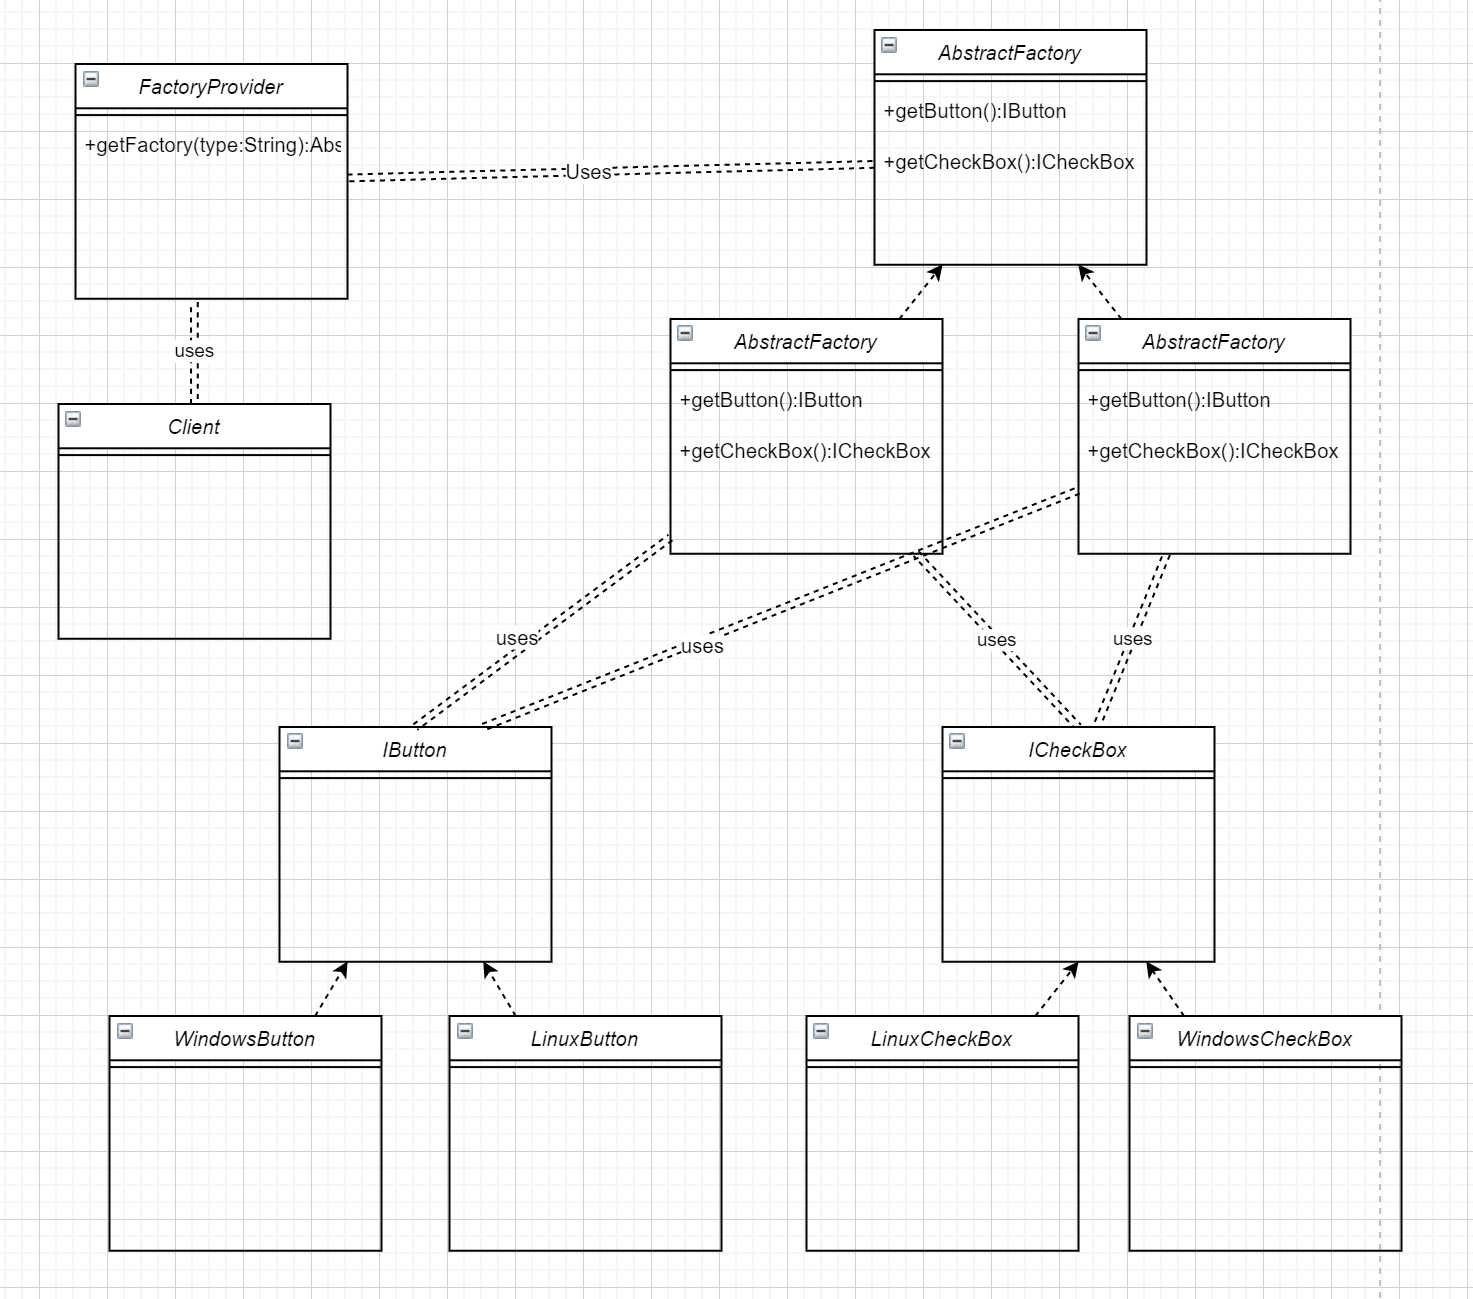 AbstractFactory
+getButton():IButton
+getCheckBox():ICheckBox
FactoryProvider
+getFactory(type:String):Abs
Uses
uses
Client
AbstractFactory
+getButton():IButton
+getCheckBox():ICheckBox
AbstractFactory
+getButton():IButton
+getCheckBox():ICheckBox
uses
uses
uses
uses
IButton
ICheckBox
WindowsButton
LinuxButton
LinuxCheckBox
WindowsCheckBox